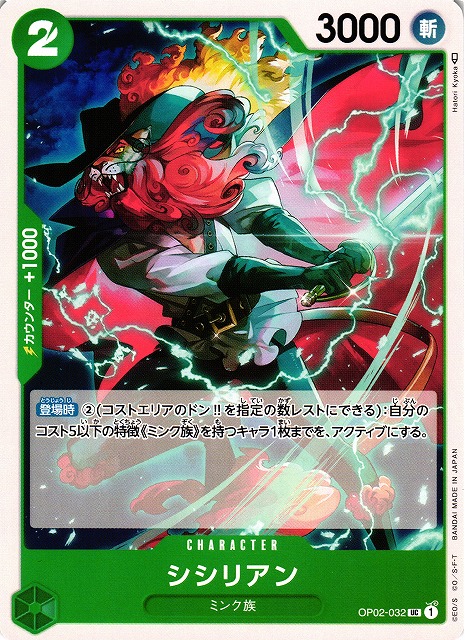 2
3000
斬
Hatori Kyoka
カウンター +1000
登場時 ②(コストエリアのドン!!を指定の数レストにできる):自分の
コスト5以下の特徴《ミンク族》を持つキャラ1枚までを、アクティブにする。
CHARACTER
シシリアン
ミンク族
OP02-032 UC 1
©EO/S ©O/S·F·T BANDAI MADE IN JAPAN